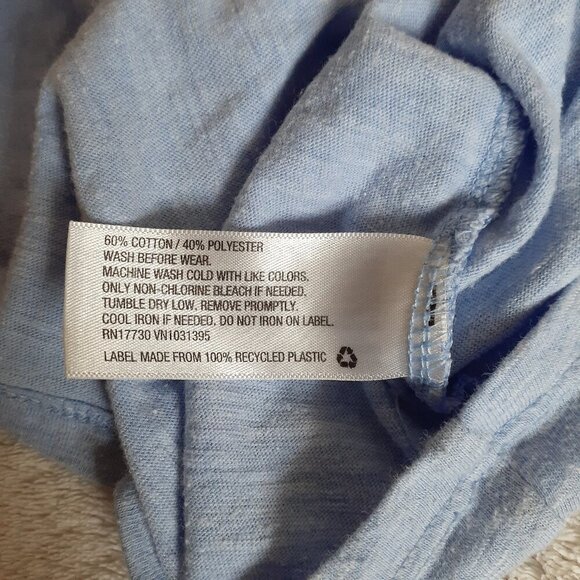 60% COTTON / 40% POLYESTER
WASH BEFORE WEAR.
MACHINE WASH COLD WITH LIKE COLORS.
ONLY NON-CHLORINE BLEACH IF NEEDED.
TUMBLE DRY LOW. REMOVE PROMPTLY.
COOL IRON IF NEEDED. DO NOT IRON ON LABEL.
RN17730 VN1031395
LABEL MADE FROM 100% RECYCLED PLASTIC